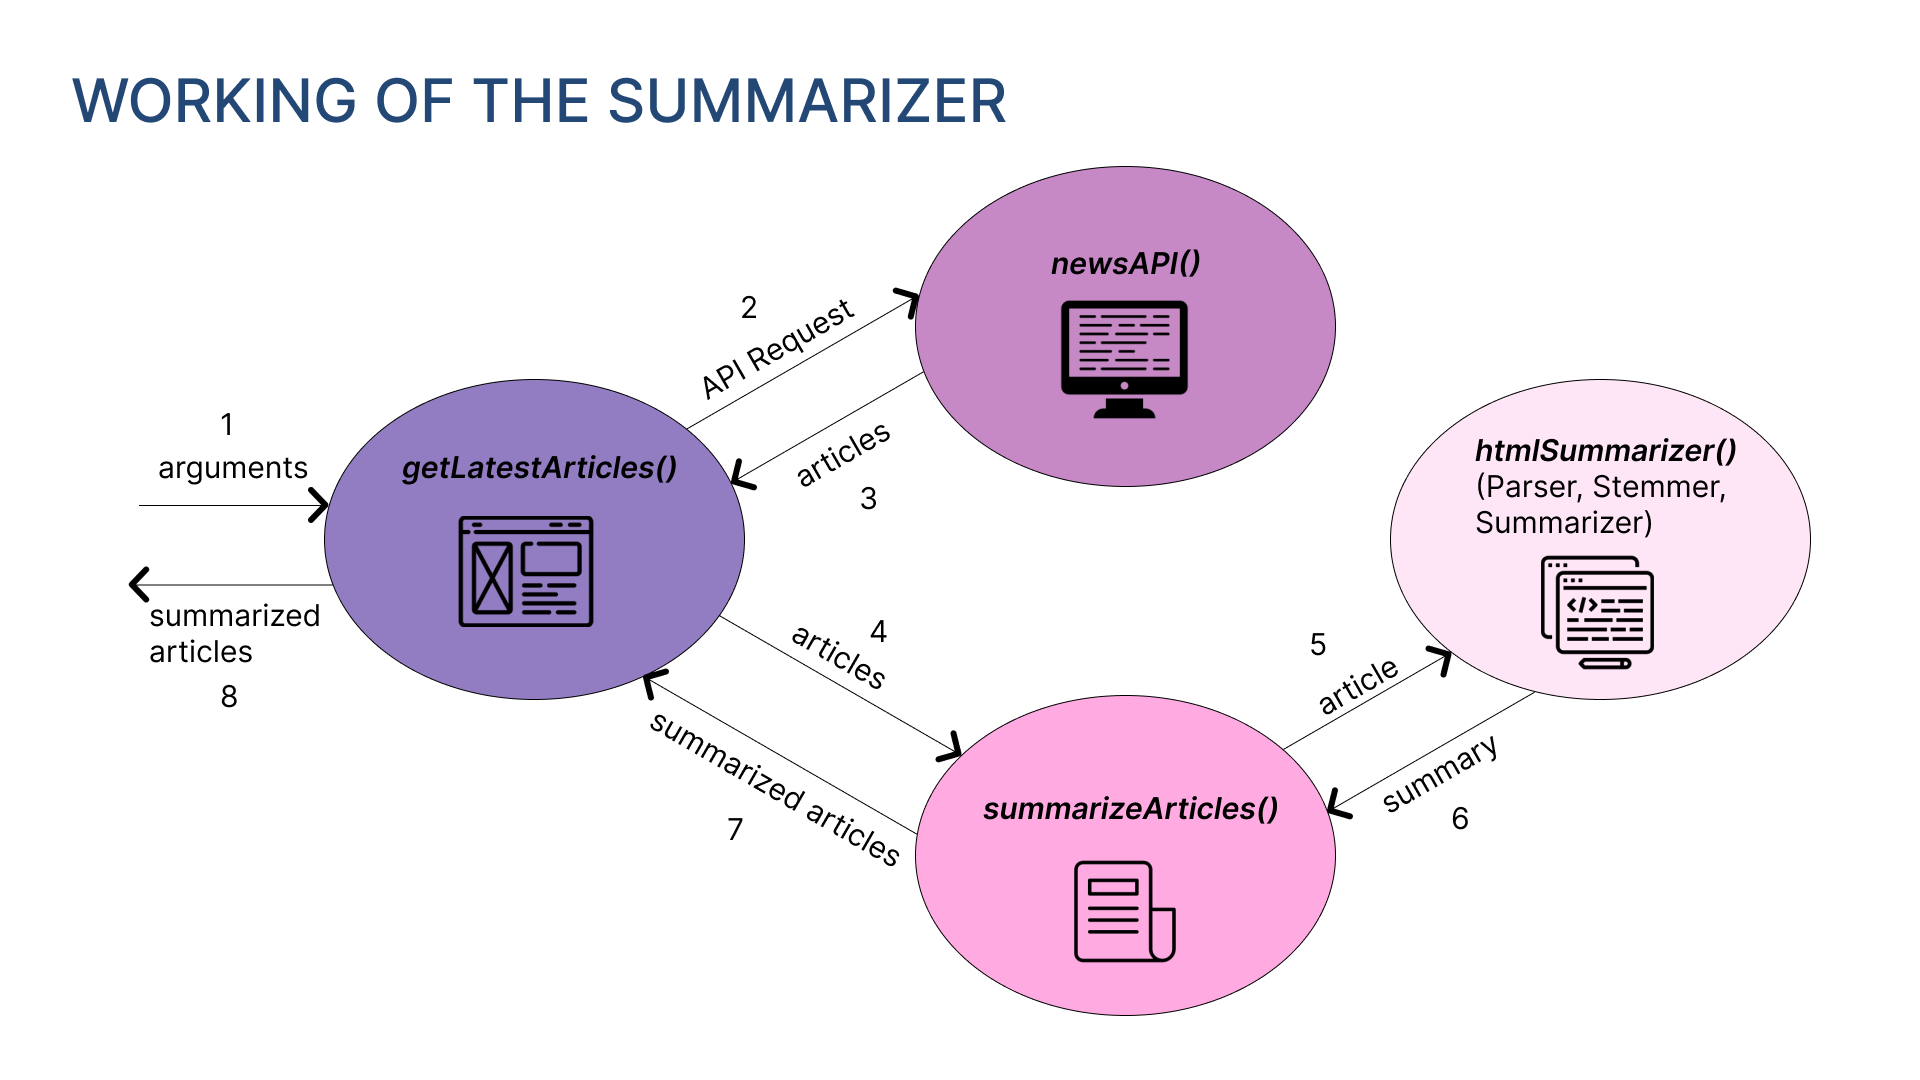 WORKING OF THE SUMMARIZER
newsAPI()
2
API Request
articles
3
1
arguments
getLatestArticles()
summarized
articles
8
htmlSummarizer()
(Parser, Stemmer,
Summarizer)
4
articles
5
article
summarized articles
7
summary
6
summarizeArticles()